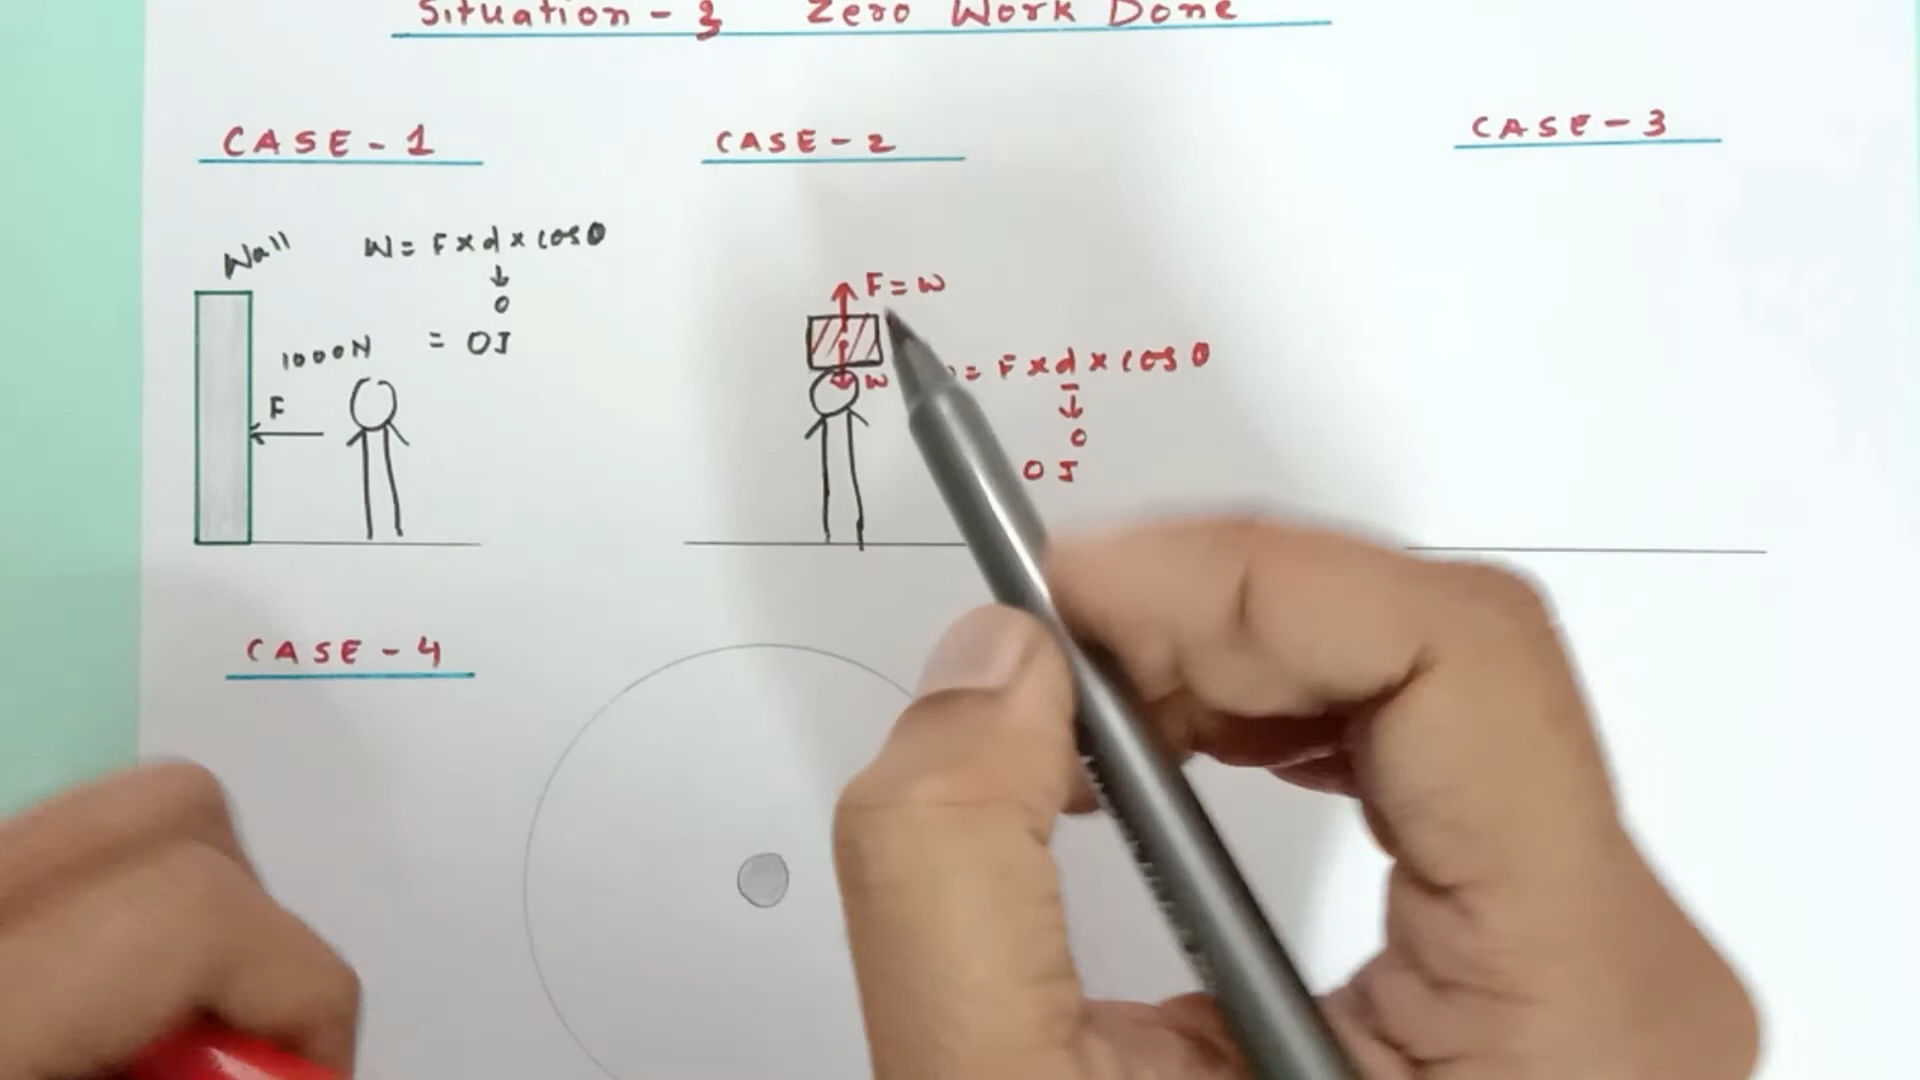 Situation - 3 Zero Work Done
CASE - 1
Wall
W = F × d × cos θ
↓
0
= 0J
1000N
F
CASE - 2
F = W
W
= F × d × cos θ
↓
0
0 J
CASE - 3
CASE - 4